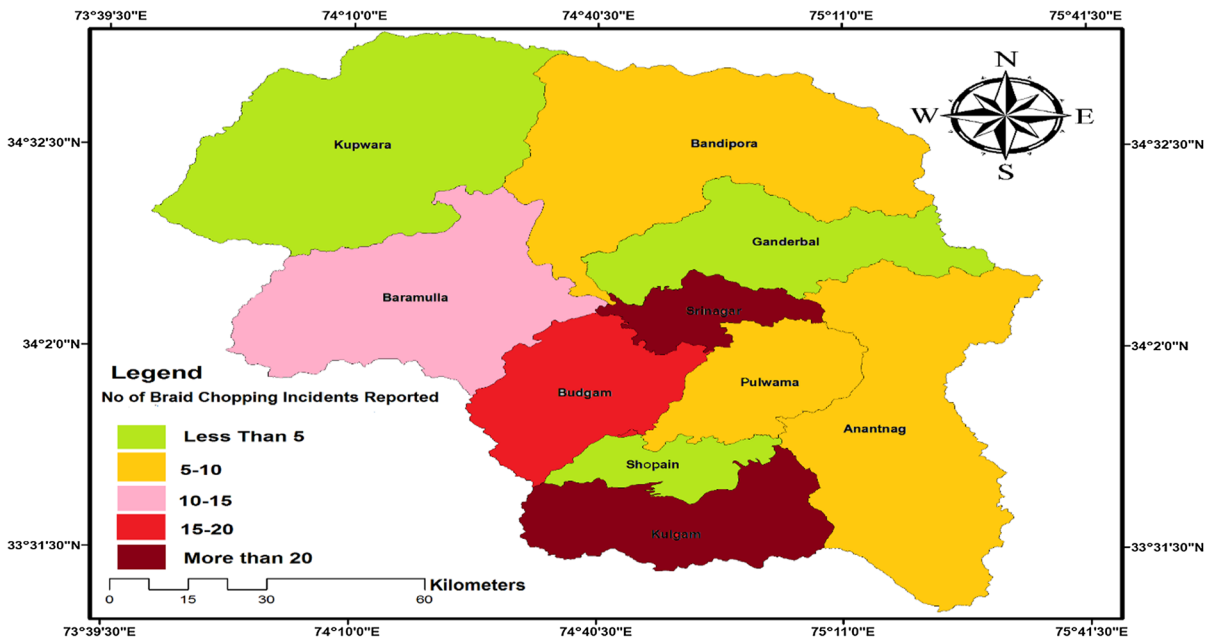 73°39'30"E 74°10'0"E 74°40'30"E 75°11'0"E 75°41'30"E
N
W E
S
34°32'30"N 34°32'30"N
Kupwara
Bandipora
Ganderbal
Baramulla
Srinagar
34°2'0"N 34°2'0"N
Pulwama
Budgam
Anantnag
Shopain
Kulgam
33°31'30"N 33°31'30"N
Legend
No of Braid Chopping Incidents Reported
Less Than 5
5-10
10-15
15-20
More than 20
Kilometers
0 15 30 60
73°39'30"E 74°10'0"E 74°40'30"E 75°11'0"E 75°41'30"E